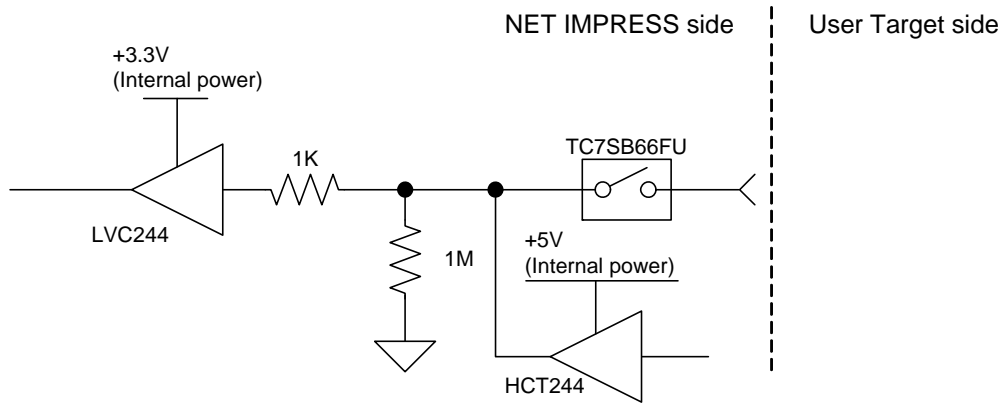 NET IMPRESS side
User Target side
+3.3V
(Internal power)
1K
TC7SB66FU
LVC244
1M
+5V
(Internal power)
HCT244